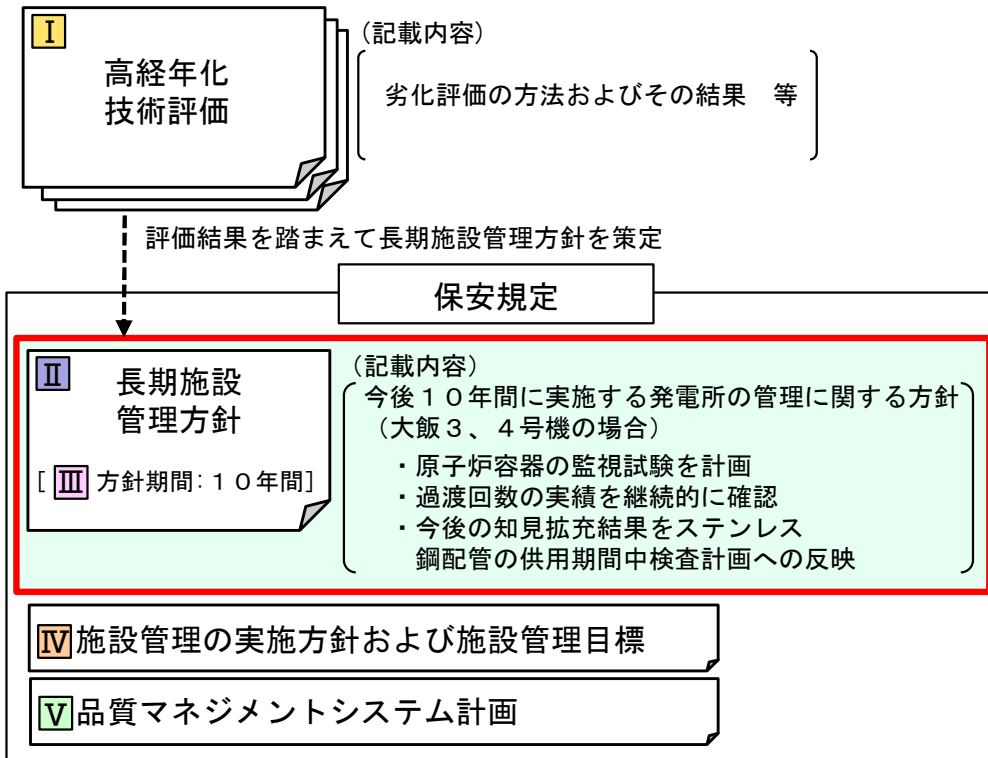 Ⅰ
高経年化
技術評価
(記載内容)
劣化評価の方法およびその結果　等
評価結果を踏まえて長期施設管理方針を策定
保安規定
Ⅱ
長期施設
管理方針
[Ⅲ 方針期間:１０年間]
(記載内容)
今後１０年間に実施する発電所の管理に関する方針
(大飯３、４号機の場合)
・原子炉容器の監視試験を計画
・過渡回数の実績を継続的に確認
・今後の知見拡充結果をステンレス
鋼配管の供用期間中検査計画への反映
Ⅳ施設管理の実施方針および施設管理目標
Ⅴ品質マネジメントシステム計画